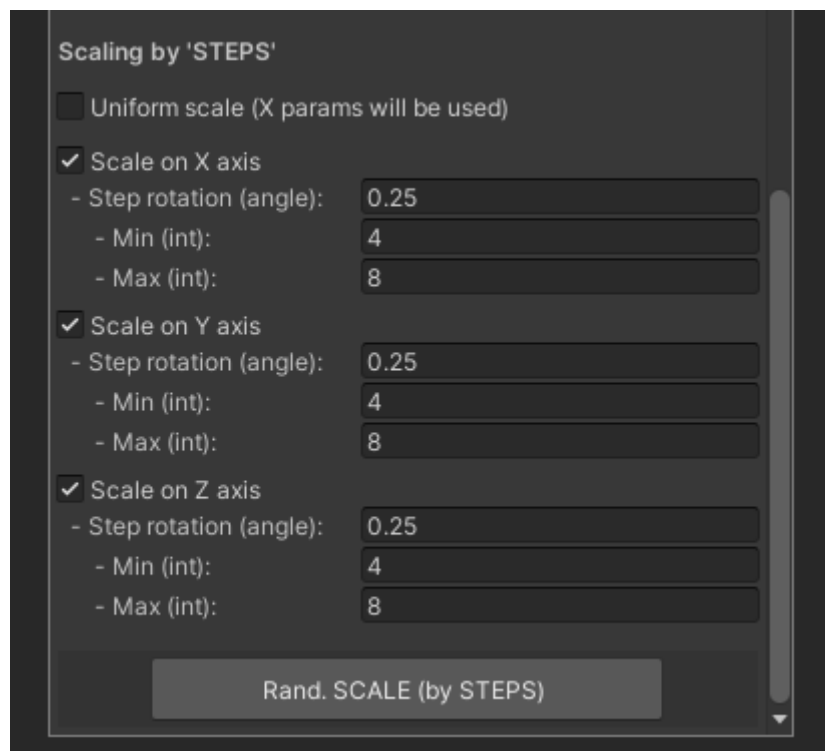 Scaling by 'STEPS'
Uniform scale (X params will be used)
Scale on X axis
- Step rotation (angle): 0.25
- Min (int): 4
- Max (int): 8
Scale on Y axis
- Step rotation (angle): 0.25
- Min (int): 4
- Max (int): 8
Scale on Z axis
- Step rotation (angle): 0.25
- Min (int): 4
- Max (int): 8
Rand. SCALE (by STEPS)